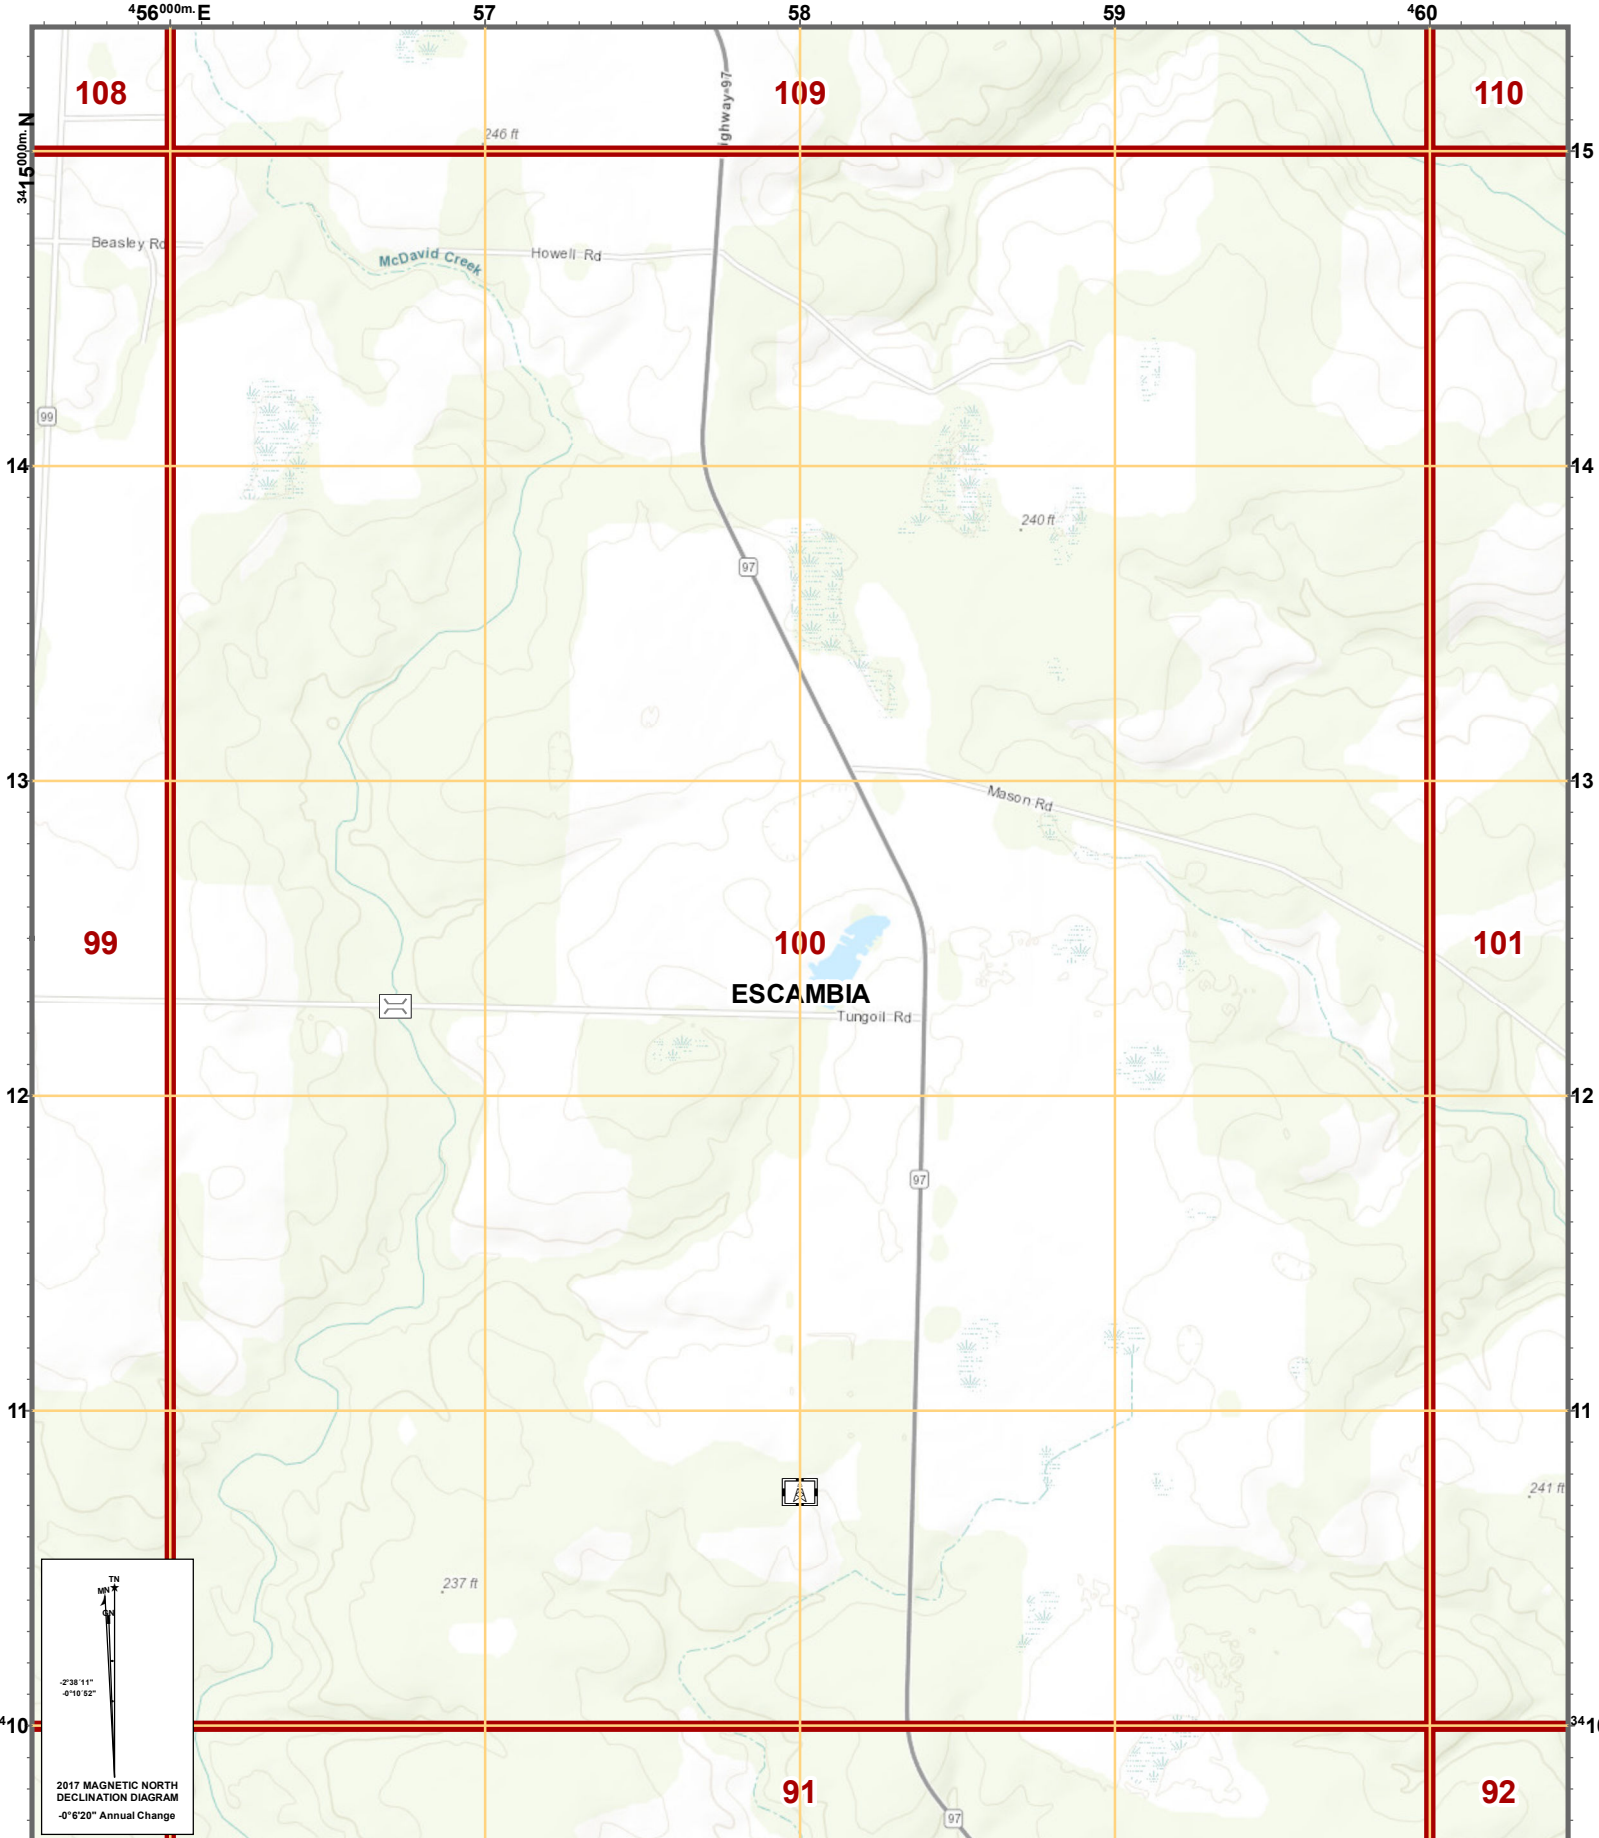 ⁴56⁰⁰⁰ᵐ·E 57 58 59 ⁴60
108 109 110
ighway 97
³⁴15⁰⁰⁰ᵐ·N
246 ft
15
Beasley Rd
McDavid Creek
Howell Rd
99
14 14
240 ft
97
13 13
Mason Rd
99 100 101
ESCAMBIA
Tungoil Rd
12 12
97
11 11
241 ft
237 ft
TN
MN
GN
-2°38'11"
-0°10'52"
⁴10 ³⁴1
2017 MAGNETIC NORTH
DECLINATION DIAGRAM
-0°6'20" Annual Change
91 92
97